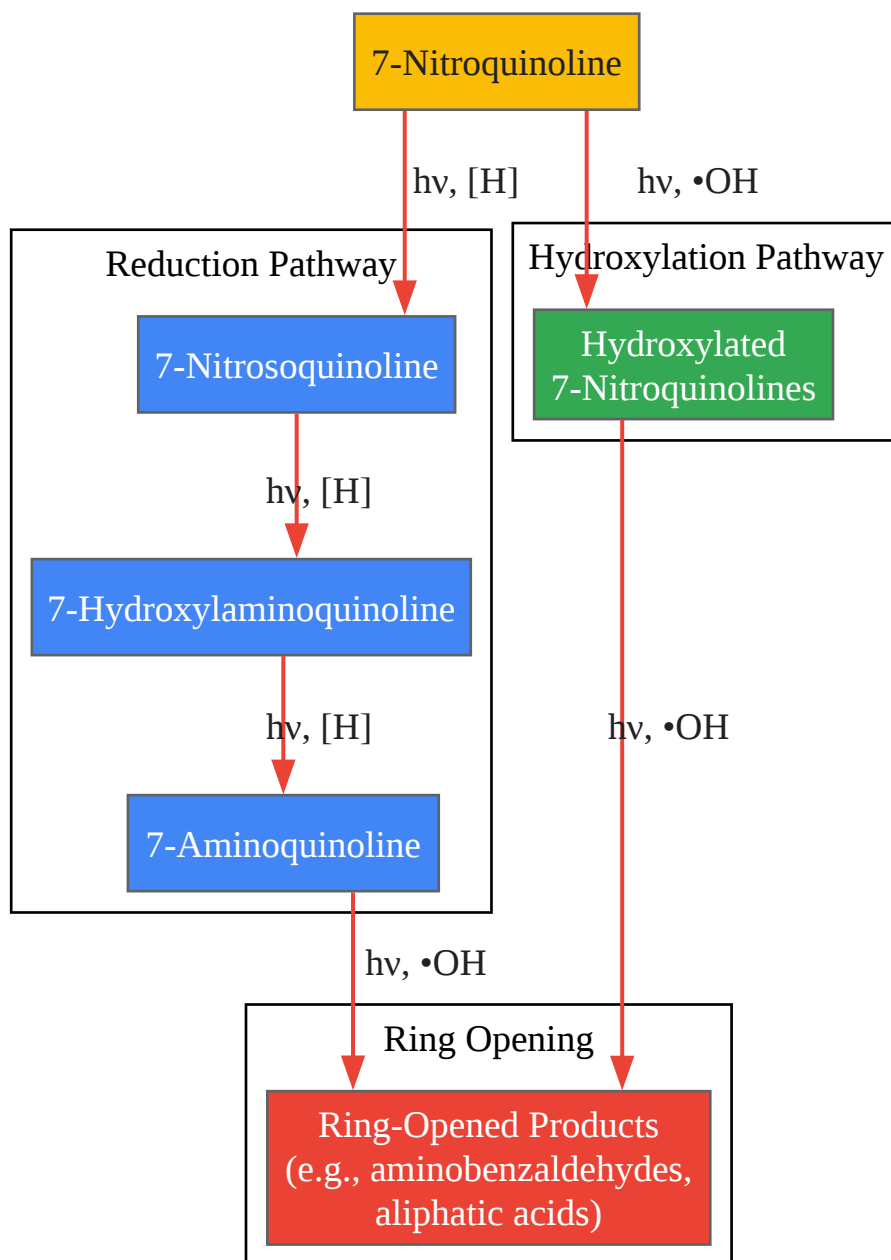 7-Nitroquinoline
hν, [H]
hν, •OH
Reduction Pathway
Hydroxylation Pathway
7-Nitrosoquinoline
Hydroxylated
7-Nitroquinolines
hν, [H]
7-Hydroxylaminoquinoline
hν, [H]
hν, •OH
7-Aminoquinoline
hν, •OH
Ring Opening
Ring-Opened Products
(e.g., aminobenzaldehydes,
aliphatic acids)